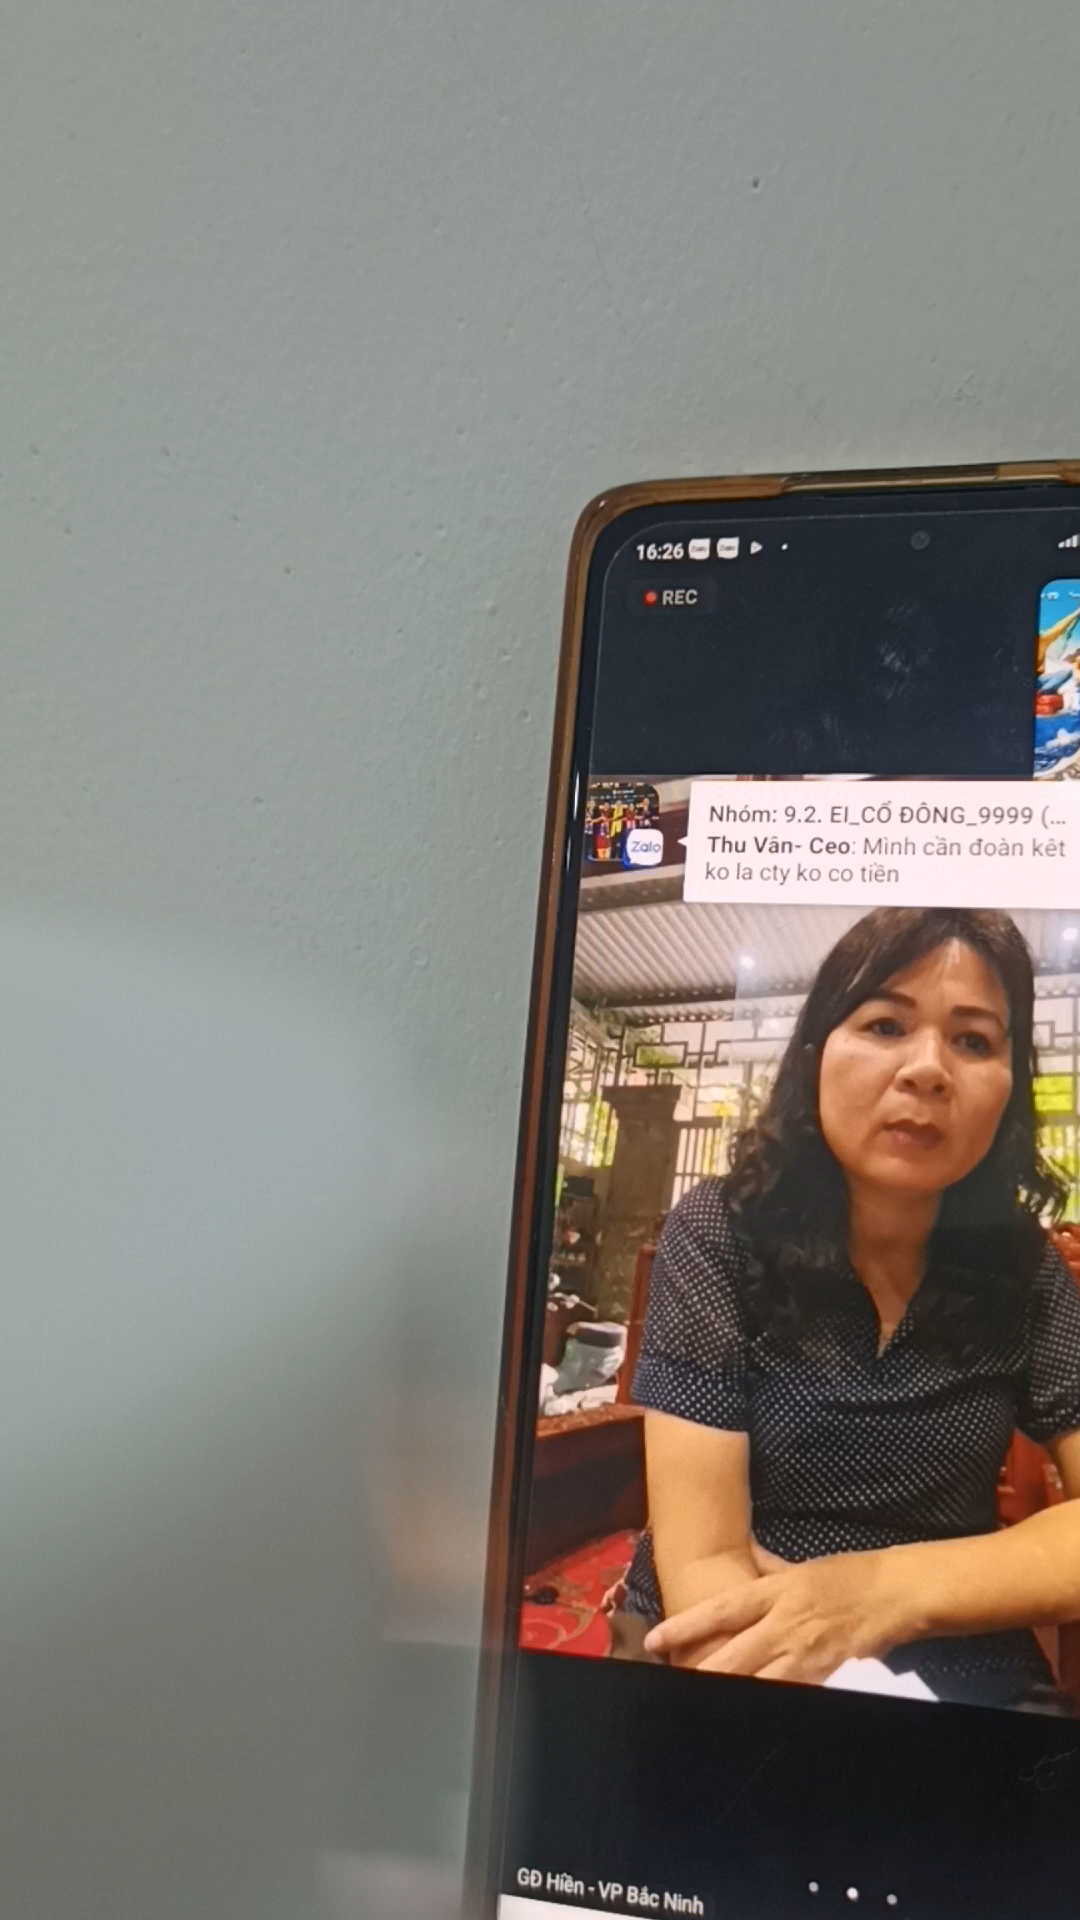 16:26
REC
Nhóm: 9.2. EI_CỔ ĐÔNG_9999 (...
Thu Vân- Ceo: Mình cần đoàn kêt
ko la cty ko co tiền
Zalo
GĐ Hiền - VP Bắc Ninh